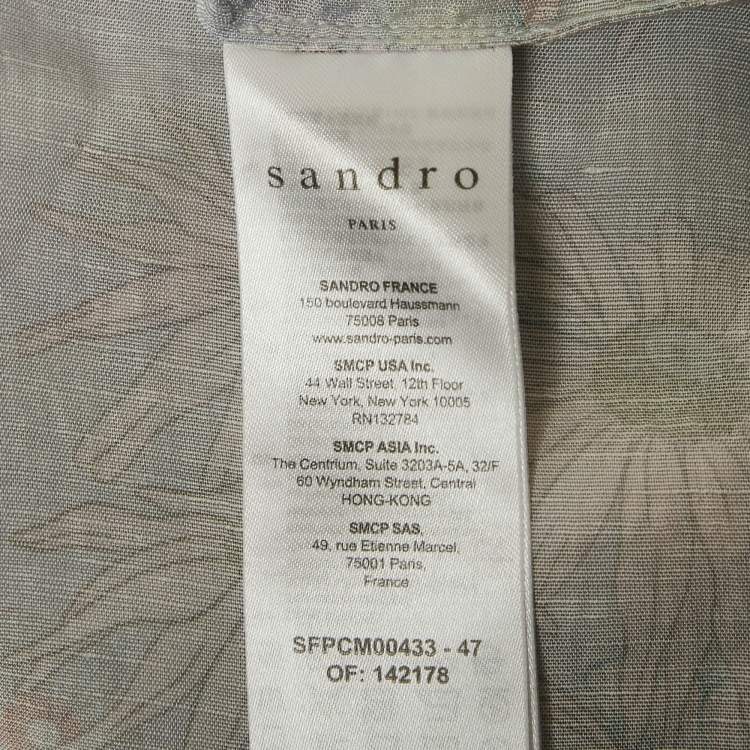 sandro
PARIS
SANDRO FRANCE
150 boulevard Haussmann
75008 Paris
www.sandro-paris.com
SMCP USA Inc.
44 Wall Street, 12th Floor
New York, New York 10005
RN132784
SMCP ASIA Inc.
The Centrium, Suite 3203A-5A, 32/F
60 Wyndham Street, Central
HONG-KONG
SMCP SAS,
49, rue Etienne Marcel,
75001 Paris,
France
SFPCM00433 - 47
OF: 142178